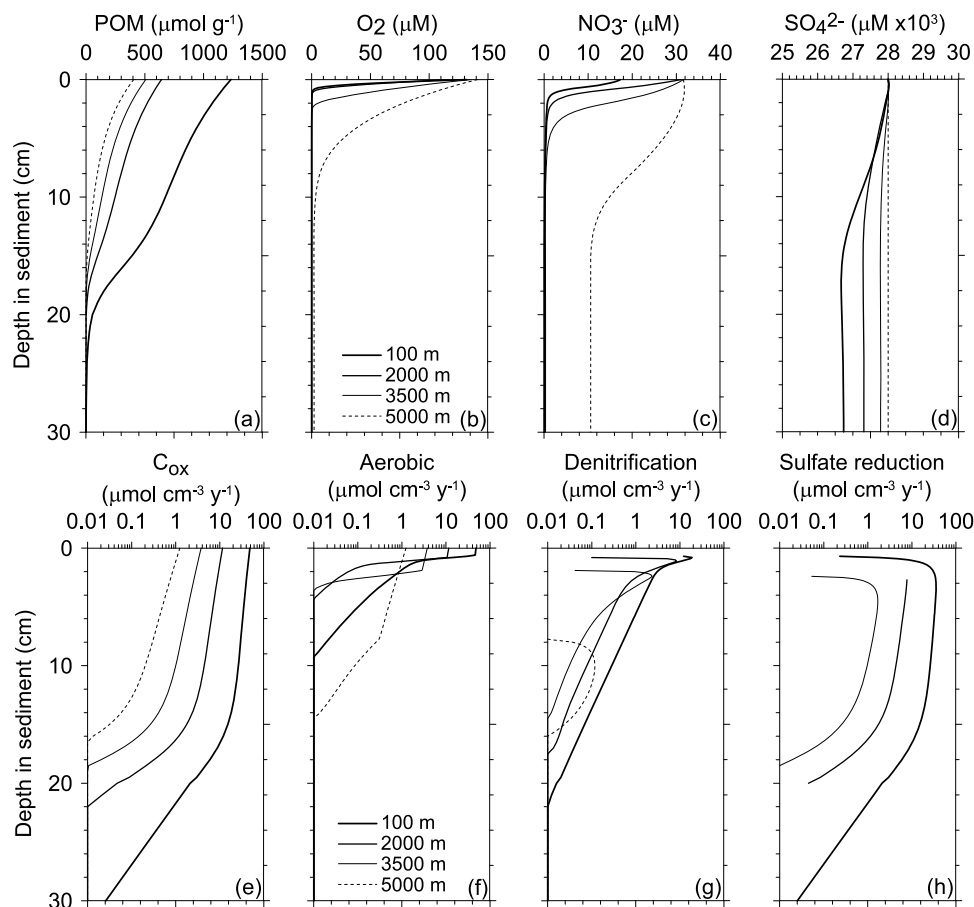 POM (μmol g⁻¹)
0 500 1000 1500
O₂ (μM)
0 50 100 150
NO₃⁻ (μM)
0 10 20 30 40
SO₄²⁻ (μM x10³)
25 26 27 28 29 30
Depth in sediment (cm)
0
10
20
30
(a)
100 m
2000 m
3500 m
5000 m
(b)
(c)
(d)
Cox
(μmol cm⁻³ y⁻¹)
0.01 0.1 1 10 100
Aerobic
(μmol cm⁻³ y⁻¹)
0.01 0.1 1 10 100
Denitrification
(μmol cm⁻³ y⁻¹)
0.01 0.1 1 10 100
Sulfate reduction
(μmol cm⁻³ y⁻¹)
0.01 0.1 1 10 100
Depth in sediment (cm)
0
10
20
30
(e)
100 m
2000 m
3500 m
5000 m
(f)
(g)
(h)